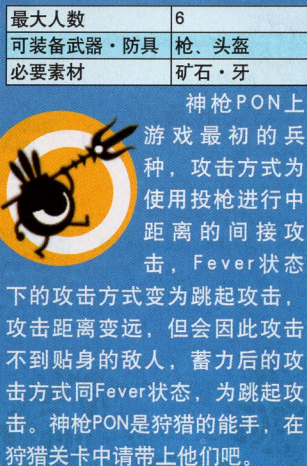 最大人数 6
可装备武器·防具 枪、头盔
必要素材 矿石·牙
神枪PON上
游戏最初的兵
种，攻击方式为
使用投枪进行中
距离的间接攻
击，Fever状态
下的攻击方式变为跳起攻击，
攻击距离变远，但会因此攻击
不到贴身的敌人，蓄力后的攻
击方式同Fever状态，为跳起攻
击。神枪PON是狩猎的能手，在
狩猎关卡中请带上他们吧。